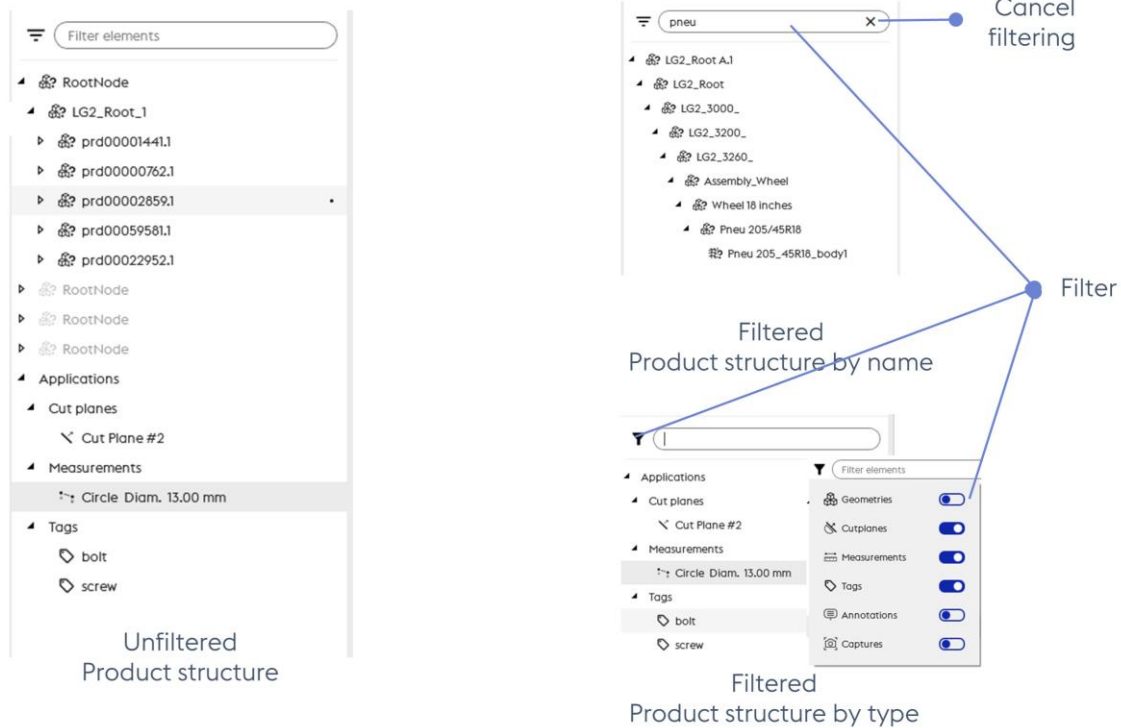 Filter elements
RootNode
LG2_Root_1
prd00001441.1
prd00000762.1
prd00002859.1
prd00059581.1
prd00022952.1
RootNode
RootNode
RootNode
Applications
Cut planes
Cut Plane #2
Measurements
Circle Diam. 13.00 mm
Tags
bolt
screw
Unfiltered
Product structure
pneu
Cancel
filtering
LG2_Root A.1
LG2_Root
LG2_3000_
LG2_3200_
LG2_3260_
Assembly_Wheel
Wheel 18 inches
Pneu 205/45R18
Pneu 205_45R18_body1
Filter
Filtered
Product structure by name
Applications
Cut planes
Cut Plane #2
Measurements
Circle Diam. 13.00 mm
Tags
bolt
screw
Filter elements
Geometries
Cutplanes
Measurements
Tags
Annotations
Captures
Filtered
Product structure by type